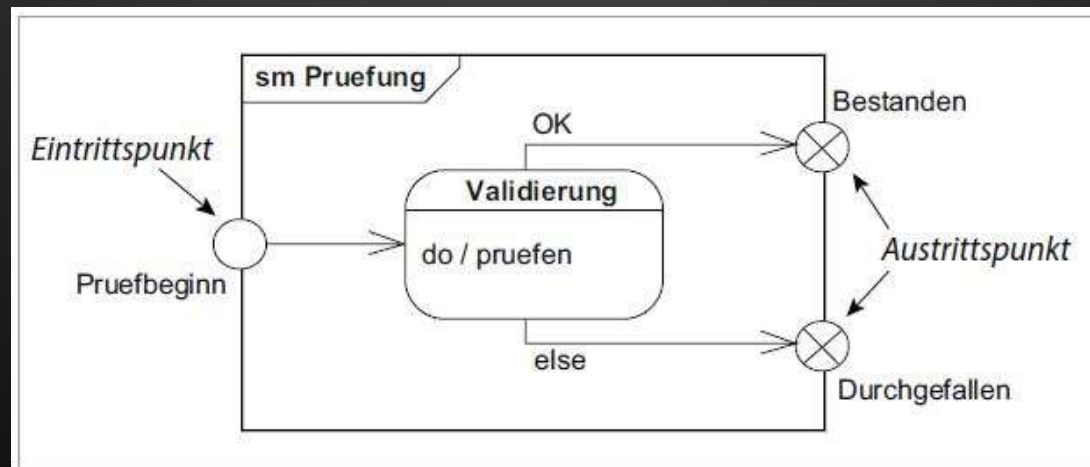 sm Pruefung
Bestanden
OK
Eintrittspunkt
Validierung
do / pruefen
Austrittspunkt
Pruefbeginn
else
Durchgefallen